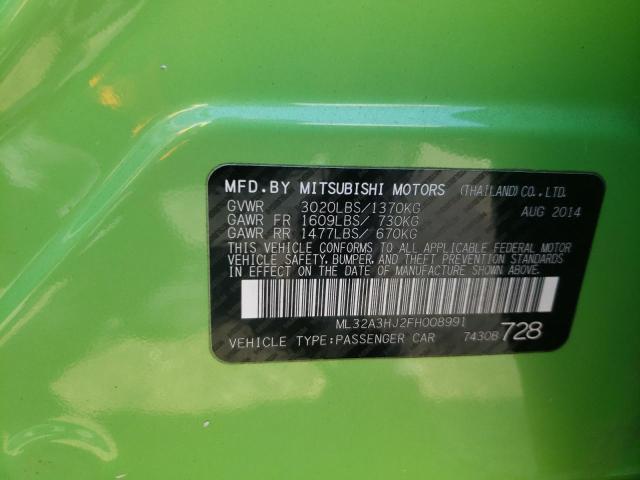 MFD.BY MITSUBISHI MOTORS (THAILAND) CO., LTD.
GVWR 3020LBS/1370KG AUG 2014
GAWR FR 1609LBS/ 730KG
GAWR RR 1477LBS/ 670KG
THIS VEHICLE CONFORMS TO ALL APPLICABLE FEDERAL MOTOR
VEHICLE SAFETY, BUMPER, AND THEFT PREVENTION STANDARDS
IN EFFECT ON THE DATE OF MANUFACTURE SHOWN ABOVE.
ML32A3HJ2FH008991
VEHICLE TYPE:PASSENGER CAR 7430B 728